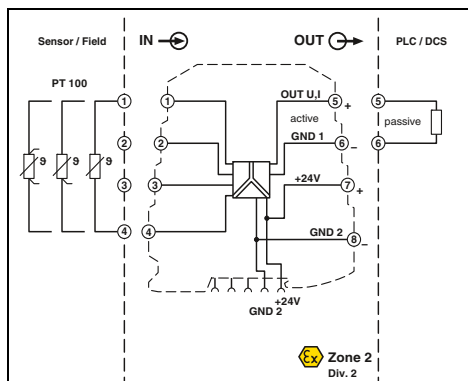 Sensor / Field
IN
OUT
PLC / DCS
PT 100
1
1
OUT U,I
5
+
5
active
passive
2
2
GND 1
6
−
6
ϑ
ϑ
ϑ
3
3
+24V
7
+
4
4
GND 2
8
−
+24V
GND 2
Ex
Zone 2
Div. 2